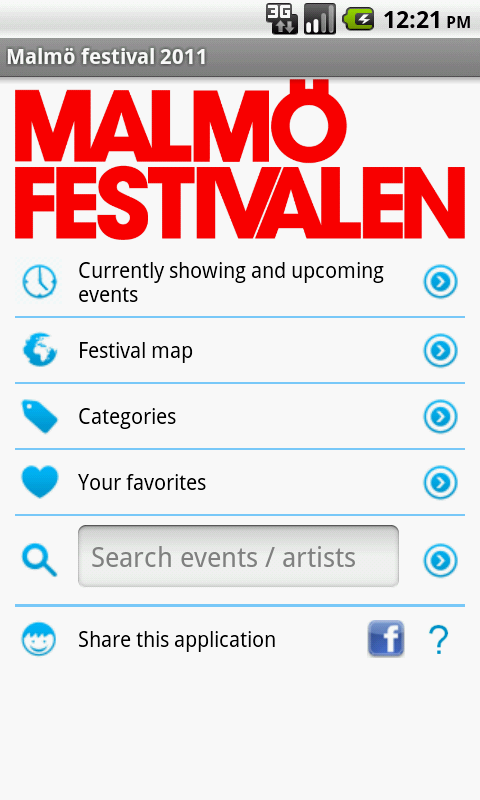 3G
12:21 PM
Malmö festival 2011
MALMÖ
FESTIVALEN
Currently showing and upcoming
events
Festival map
Categories
Your favorites
Search events / artists
Share this application
f
?